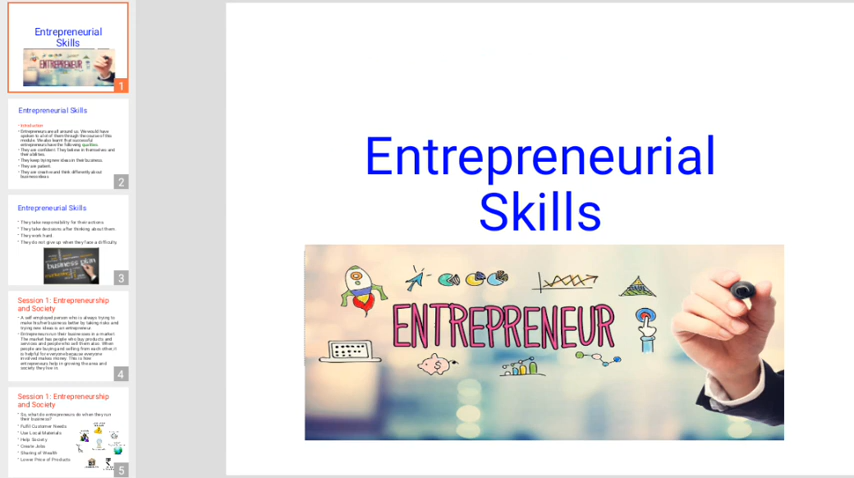 Entrepreneurial
Skills
ENTREPRENEUR
1
Entrepreneurial Skills
Introduction
Entrepreneurs are all around us. We would have
spoken to a lot of them through the course of this
module. We also learnt that successful
entrepreneurs have the following qualities.
They are confident. They believe in themselves and
their abilities.
They keep trying new ideas in their business.
They are patient.
They are creative and think differently about
business ideas
2
Entrepreneurial Skills
They take responsibility for their actions.
They take decisions after thinking about them.
They work hard
They do not give up when they face a difficulty
business plan
3
Session 1: Entrepreneurship
and Society
A self employed person who is always trying to
make his/her business better by taking risks and
trying new ideas is an entrepreneur.
Entrepreneurs run their businesses in a market.
The market has people who buy products and
services and people who sell them also. When
people are buying and selling from each other, it
is helpful for everyone because everyone
involved makes money. This is how
entrepreneurs help in growing the area and
society they live in.
4
Session 1: Entrepreneurship
and Society
So, what do entrepreneurs do when they run
their business?
Fulfil Customer Needs
Use Local Materials
Help Society
Create Jobs
Sharing of Wealth
Lower Price of Products
5
Entrepreneurial
Skills
ENTREPRENEUR